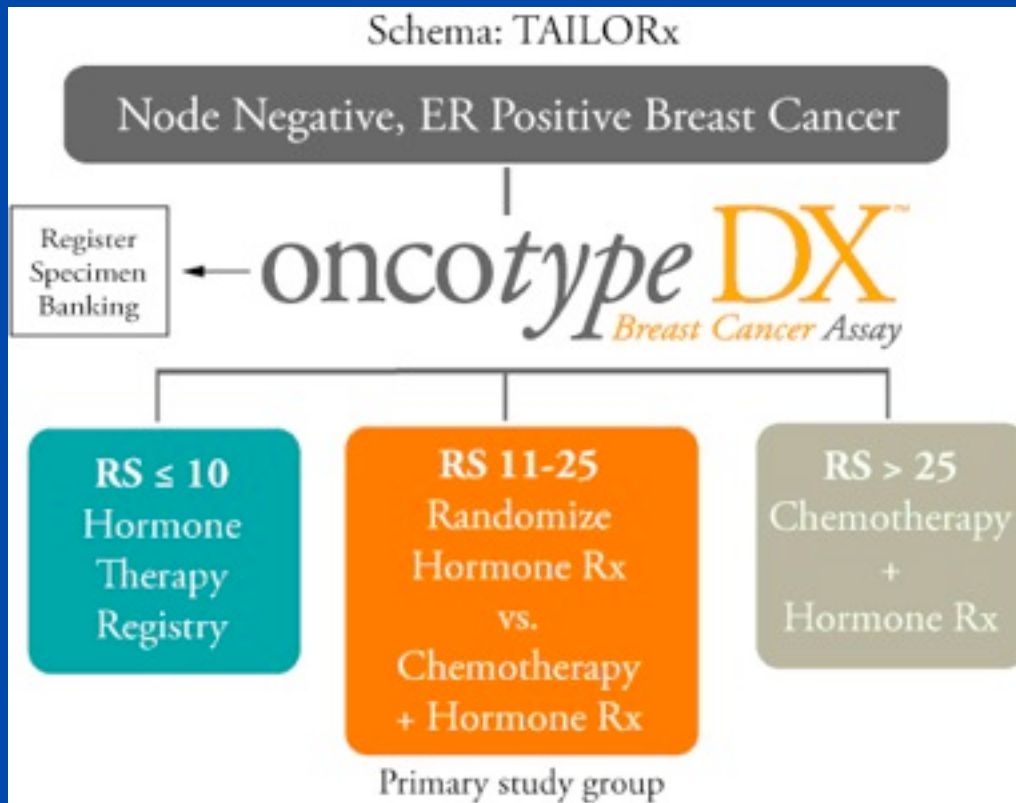 Schema: TAILORx
Node Negative, ER Positive Breast Cancer
Register
Specimen
Banking
oncotype DX™
Breast Cancer Assay
RS ≤ 10
Hormone
Therapy
Registry
RS 11-25
Randomize
Hormone Rx
vs.
Chemotherapy
+ Hormone Rx
RS > 25
Chemotherapy
+
Hormone Rx
Primary study group